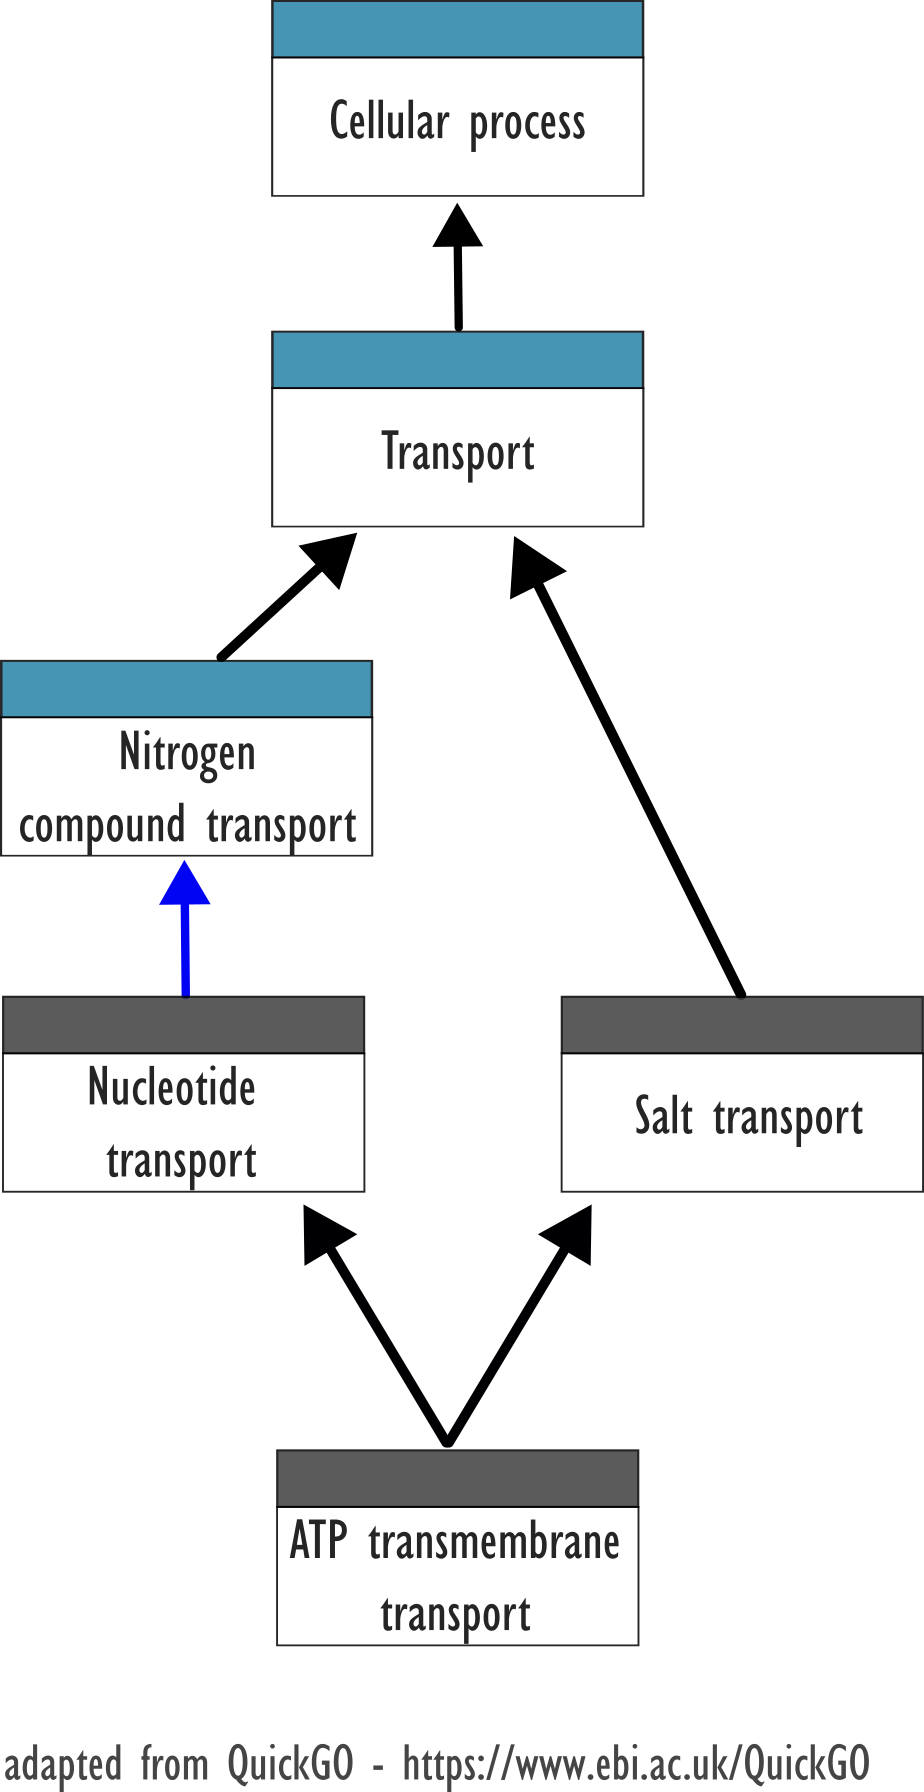 Cellular process
Transport
Nitrogen
compound transport
Nucleotide
transport
Salt transport
ATP transmembrane
transport
adapted from QuickGO - https://www.ebi.ac.uk/QuickGO